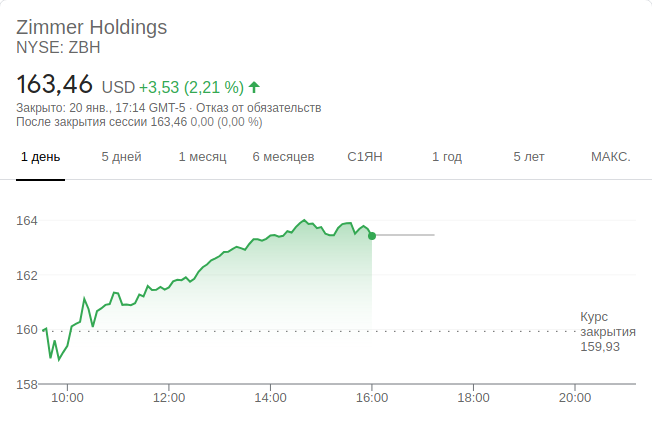 Zimmer Holdings
NYSE: ZBH
163,46 USD +3,53 (2,21 %)
Закрыто: 20 янв., 17:14 GMT-5 · Отказ от обязательств
После закрытия сессии 163,46 0,00 (0,00 %)
1 день 5 дней 1 месяц 6 месяцев С1ЯН 1 год 5 лет МАКС.
164
162
160
158
Курс
закрытия
159,93
10:00 12:00 14:00 16:00 18:00 20:00